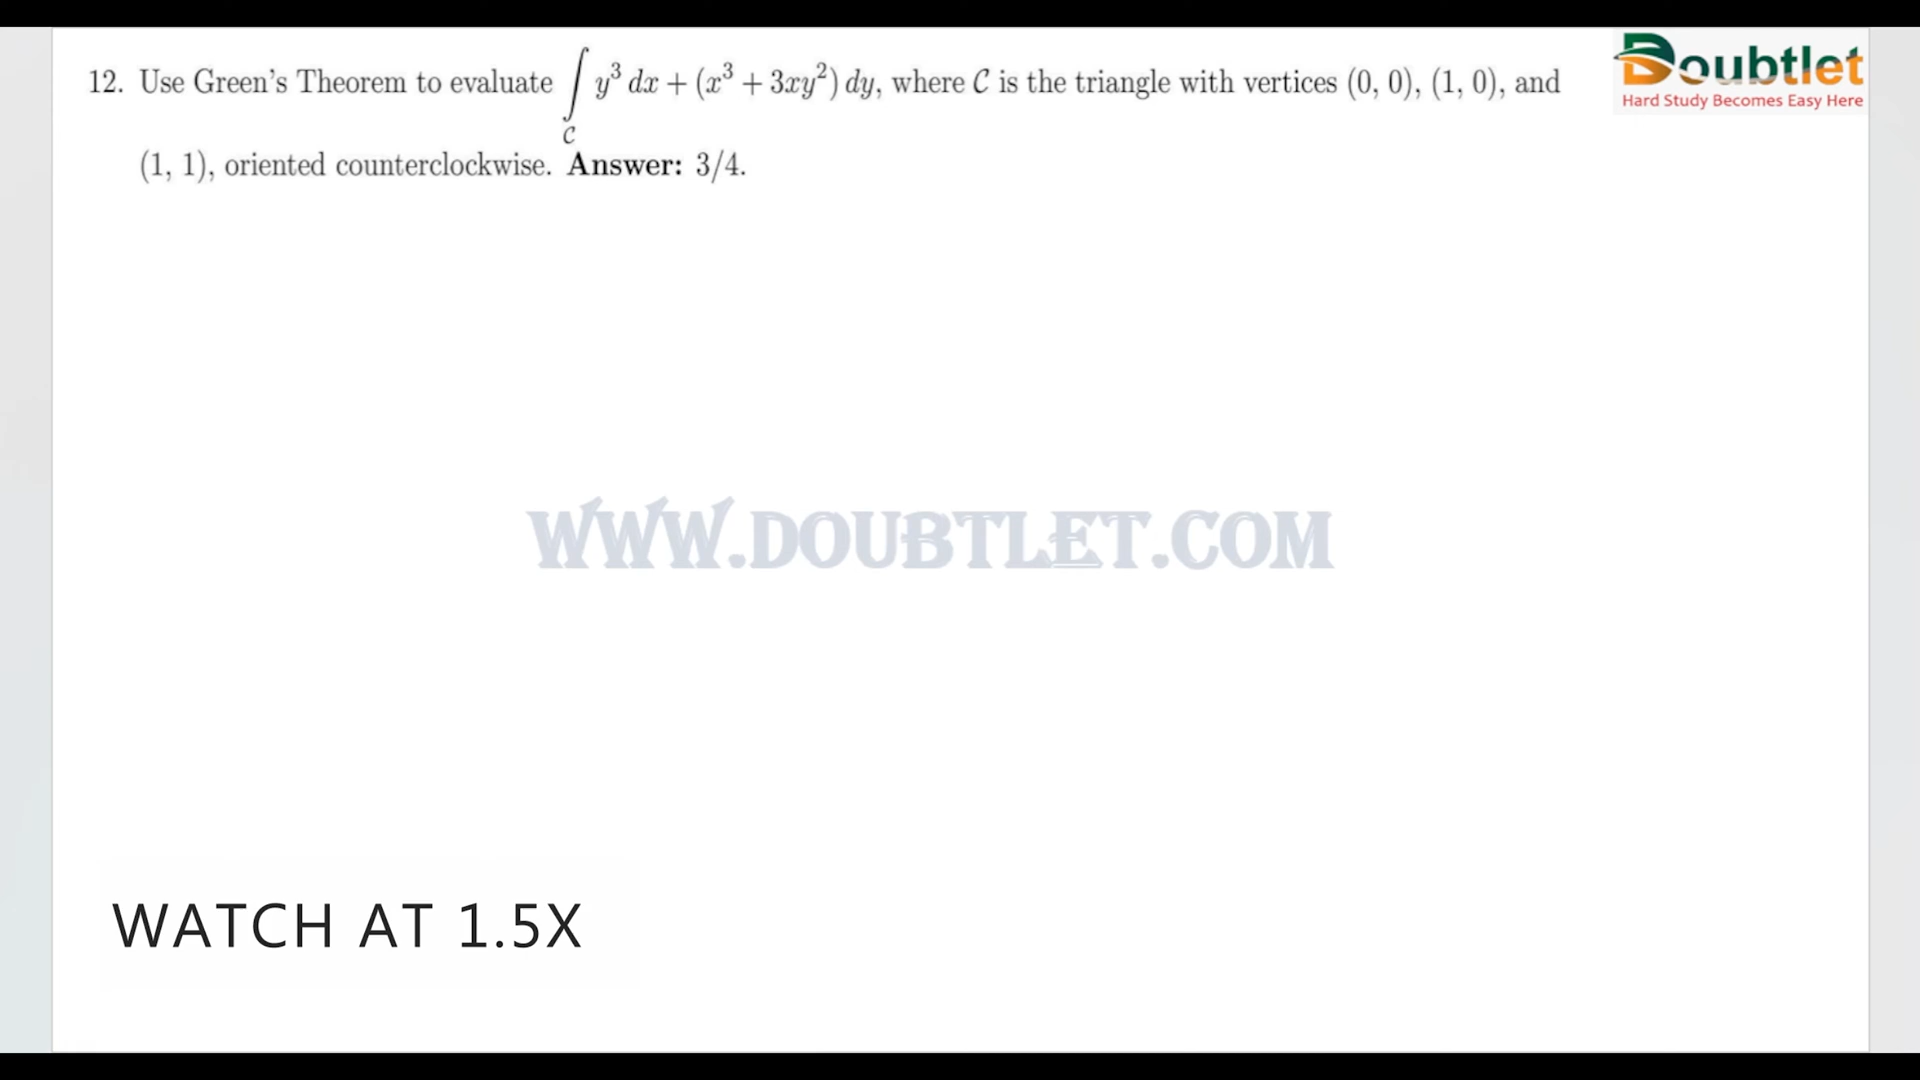 12. Use Green's Theorem to evaluate ∫_C y³ dx + (x³ + 3xy²) dy, where C is the triangle with vertices (0, 0), (1, 0), and
(1, 1), oriented counterclockwise. Answer: 3/4.
Doubtlet
Hard Study Becomes Easy Here
WWW.DOUBTLET.COM
WATCH AT 1.5X